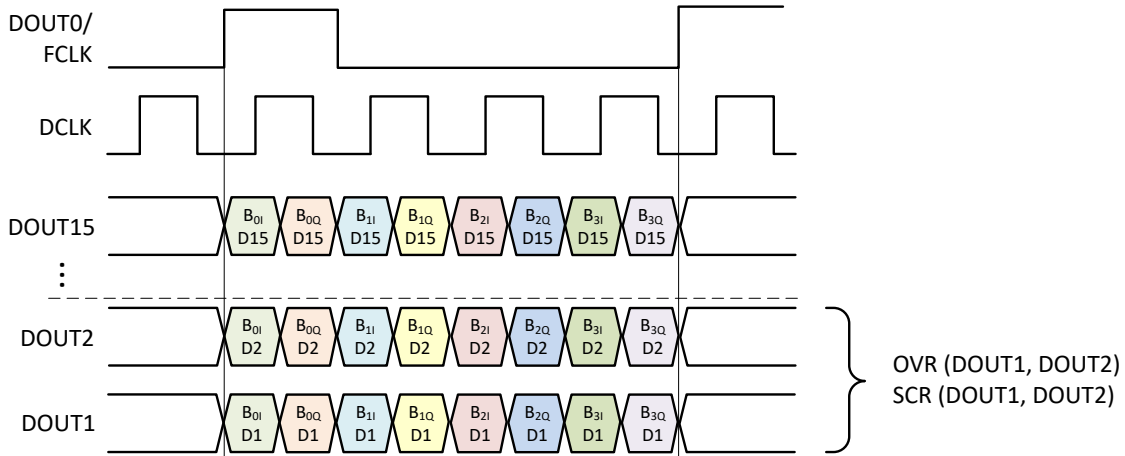 DOUT0/
FCLK
DCLK
DOUT15
B0I B0Q B1I B1Q B2I B2Q B3I B3Q
D15 D15 D15 D15 D15 D15 D15 D15
⋮
DOUT2
B0I B0Q B1I B1Q B2I B2Q B3I B3Q
D2 D2 D2 D2 D2 D2 D2 D2
OVR (DOUT1, DOUT2)
SCR (DOUT1, DOUT2)
DOUT1
B0I B0Q B1I B1Q B2I B2Q B3I B3Q
D1 D1 D1 D1 D1 D1 D1 D1